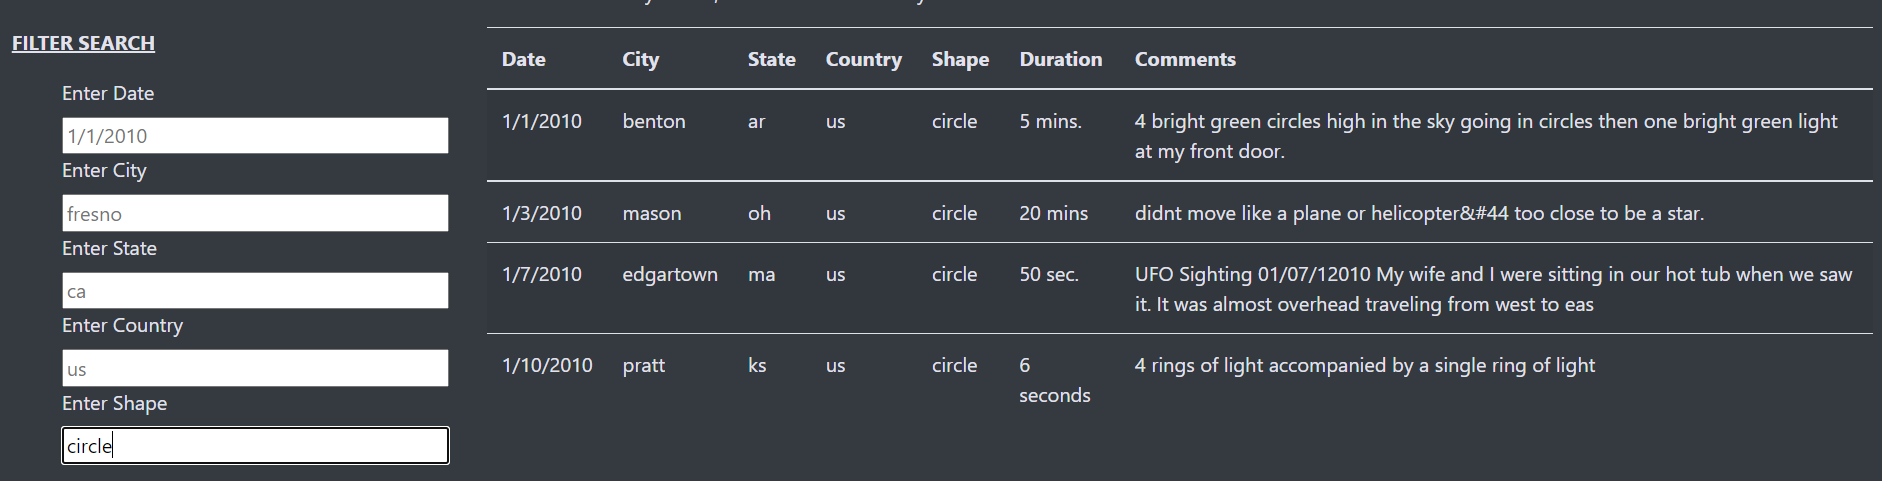 FILTER SEARCH
Enter Date
1/1/2010
Enter City
fresno
Enter State
ca
Enter Country
us
Enter Shape
circle
Date City State Country Shape Duration Comments
1/1/2010 benton ar us circle 5 mins. 4 bright green circles high in the sky going in circles then one bright green light
at my front door.
1/3/2010 mason oh us circle 20 mins didnt move like a plane or helicopter&#44 too close to be a star.
1/7/2010 edgartown ma us circle 50 sec. UFO Sighting 01/07/12010 My wife and I were sitting in our hot tub when we saw
it. It was almost overhead traveling from west to eas
1/10/2010 pratt ks us circle 6 4 rings of light accompanied by a single ring of light
seconds